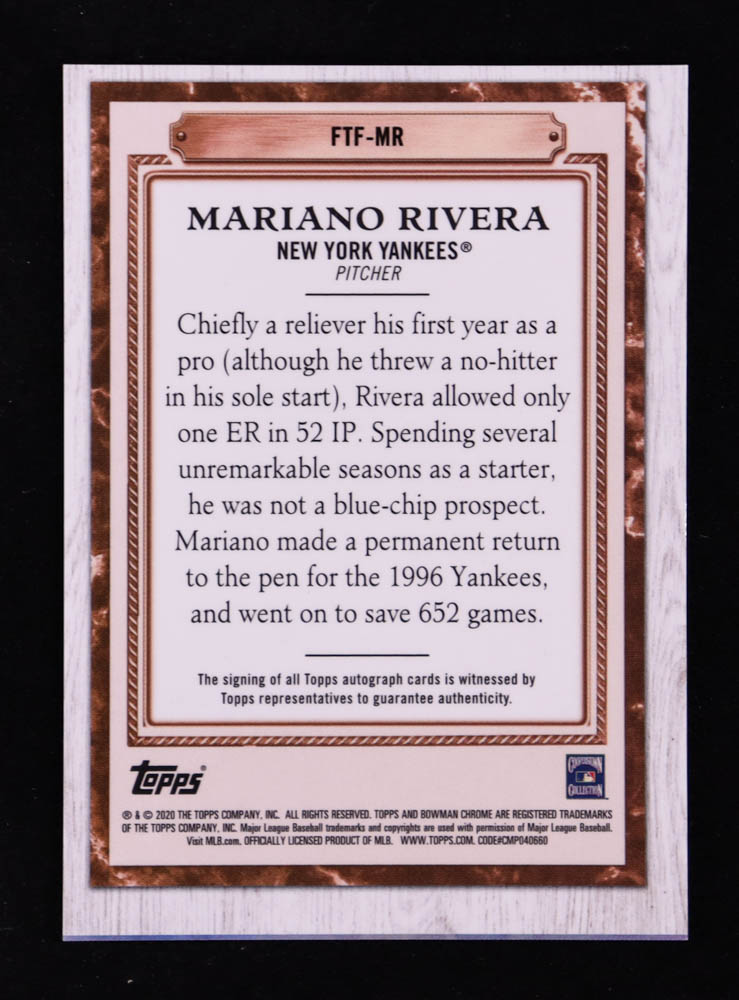 FTF-MR
MARIANO RIVERA
NEW YORK YANKEES®
PITCHER
Chiefly a reliever his first year as a
pro (although he threw a no-hitter
in his sole start), Rivera allowed only
one ER in 52 IP. Spending several
unremarkable seasons as a starter,
he was not a blue-chip prospect.
Mariano made a permanent return
to the pen for the 1996 Yankees,
and went on to save 652 games.
The signing of all Topps autograph cards is witnessed by
Topps representatives to guarantee authenticity.
topps®
COOPERSTOWN
COLLECTION
® & © 2020 THE TOPPS COMPANY, INC. ALL RIGHTS RESERVED. TOPPS AND BOWMAN CHROME ARE REGISTERED TRADEMARKS
OF THE TOPPS COMPANY, INC. Major League Baseball trademarks and copyrights are used with permission of Major League Baseball.
Visit MLB.com. OFFICIALLY LICENSED PRODUCT OF MLB. WWW.TOPPS.COM. CODE#CMP040660